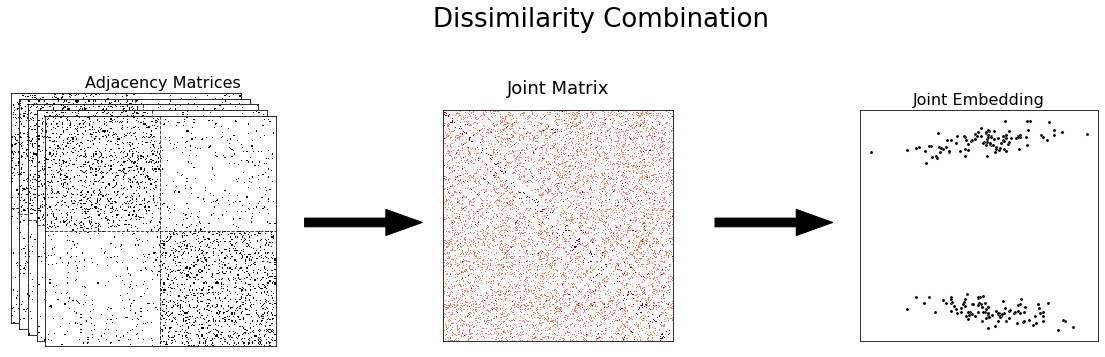 Dissimilarity Combination
Adjacency Matrices
Joint Matrix
Joint Embedding